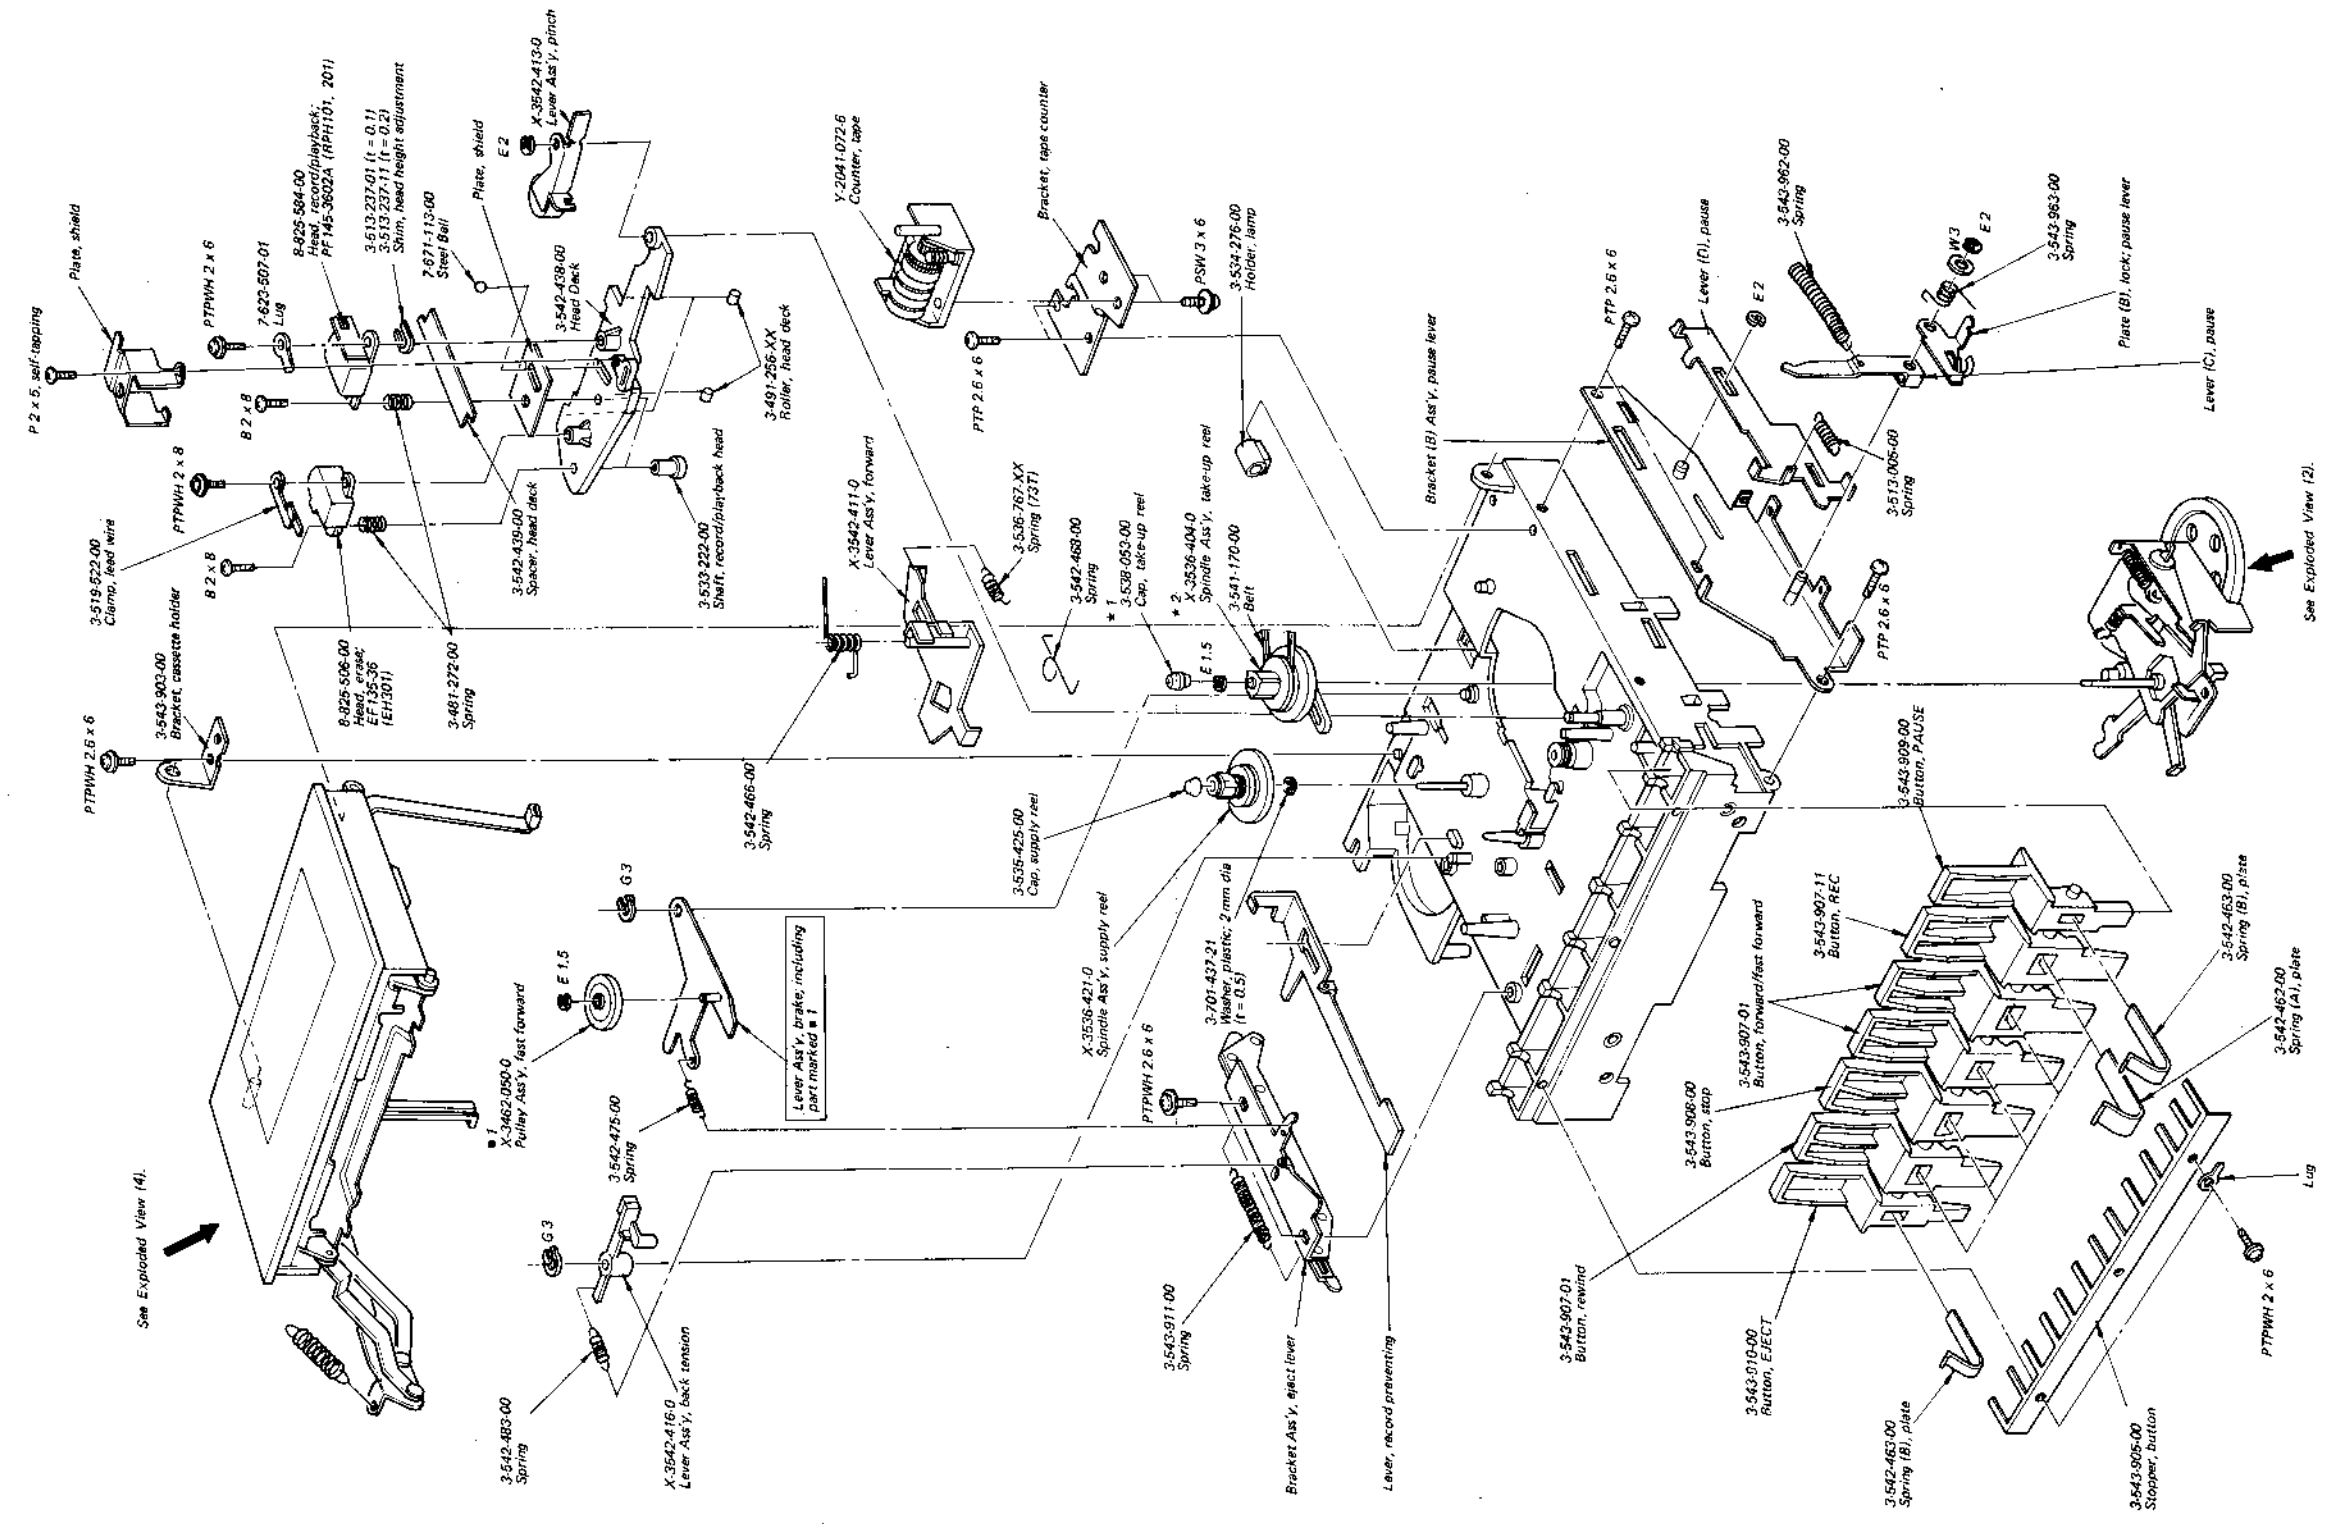 See Exploded View (4).
PTPWH 2.6 x 6
3-543-903-00
Bracket, cassette holder
3-519-522-00
Clamp, lead wire
B 2 x 8
PTPWH 2 x 8
B 2 x 8
P 2 x 5, self-tapping
Plate, shield
PTPWH 2 x 6
7-623-507-01
Lug
8-825-584-00
Head, record/playback;
PF145-3602A (RPH101, 201)
3-513-237-01 (t = 0.1)
3-513-237-11 (t = 0.2)
Shim, head height adjustment
7-671-113-00
Steel Ball
Plate, shield
E 2
X-3542-413-0
Lever Ass'y, pinch
8-825-506-00
Head, erase;
EF135-36
(EH301)
3-481-272-00
Spring
3-542-439-00
Spacer, head deck
3-542-438-00
Head Deck
3-533-222-00
Shaft, record/playback head
3-491-256-XX
Roller, head deck
■ 1
X-3462-050-0
Pulley Ass'y, fast forward
E 1.5
G 3
Lever Ass'y, brake, including
part marked ■ 1
3-542-475-00
Spring
G 3
3-542-483-00
Spring
X-3542-416-0
Lever Ass'y, back tension
3-542-466-00
Spring
X-3542-411-0
Lever Ass'y, forward
3-536-767-XX
Spring (73T)
3-542-468-00
Spring
★ 1
3-538-053-00
Cap, take-up reel
E 1.5
★ 2
X-3536-404-0
Spindle Ass'y, take-up reel
3-541-170-00
Belt
Y-2041-072-6
Counter, tape
Bracket, tape counter
PTP 2.6 x 6
PSW 3 x 6
3-534-276-00
Holder, lamp
3-535-425-00
Cap, supply reel
X-3536-421-0
Spindle Ass'y, supply reel
3-701-437-21
Washer, plastic; 2 mm dia
(t = 0.5)
PTPWH 2.6 x 6
3-543-911-00
Spring
Bracket Ass'y, eject lever
Lever, record preventing
Bracket (B) Ass'y, pause lever
PTP 2.6 x 6
Lever (D), pause
E 2
3-543-962-00
Spring
W 3
E 2
3-543-963-00
Spring
Plate (B), lock; pause lever
Lever (C), pause
3-513-005-00
Spring
PTP 2.6 x 6
See Exploded View (2).
3-543-909-00
Button, PAUSE
3-543-907-11
Button, REC
3-543-907-01
Button, forward/fast forward
3-543-908-00
Button, stop
3-543-907-01
Button, rewind
3-543-910-00
Button, EJECT
3-542-463-00
Spring (B), plate
3-542-462-00
Spring (A), plate
3-542-463-00
Spring (B), plate
3-543-905-00
Stopper, button
Lug
PTPWH 2 x 6